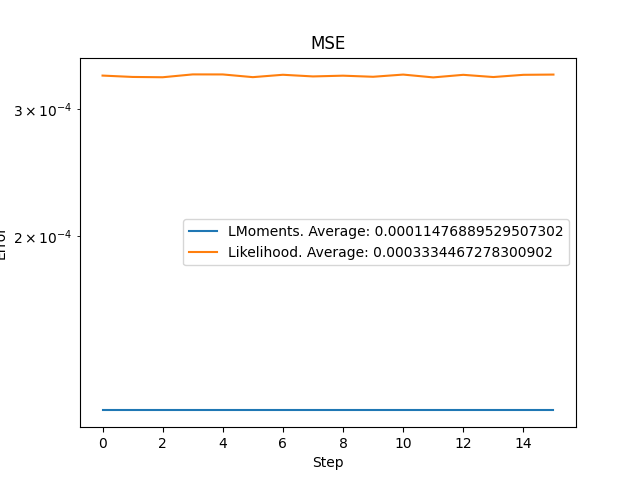 MSE
3 × 10⁻⁴
2 × 10⁻⁴
Error
LMoments. Average: 0.00011476889529507302
Likelihood. Average: 0.0003334467278300902
0 2 4 6 8 10 12 14
Step